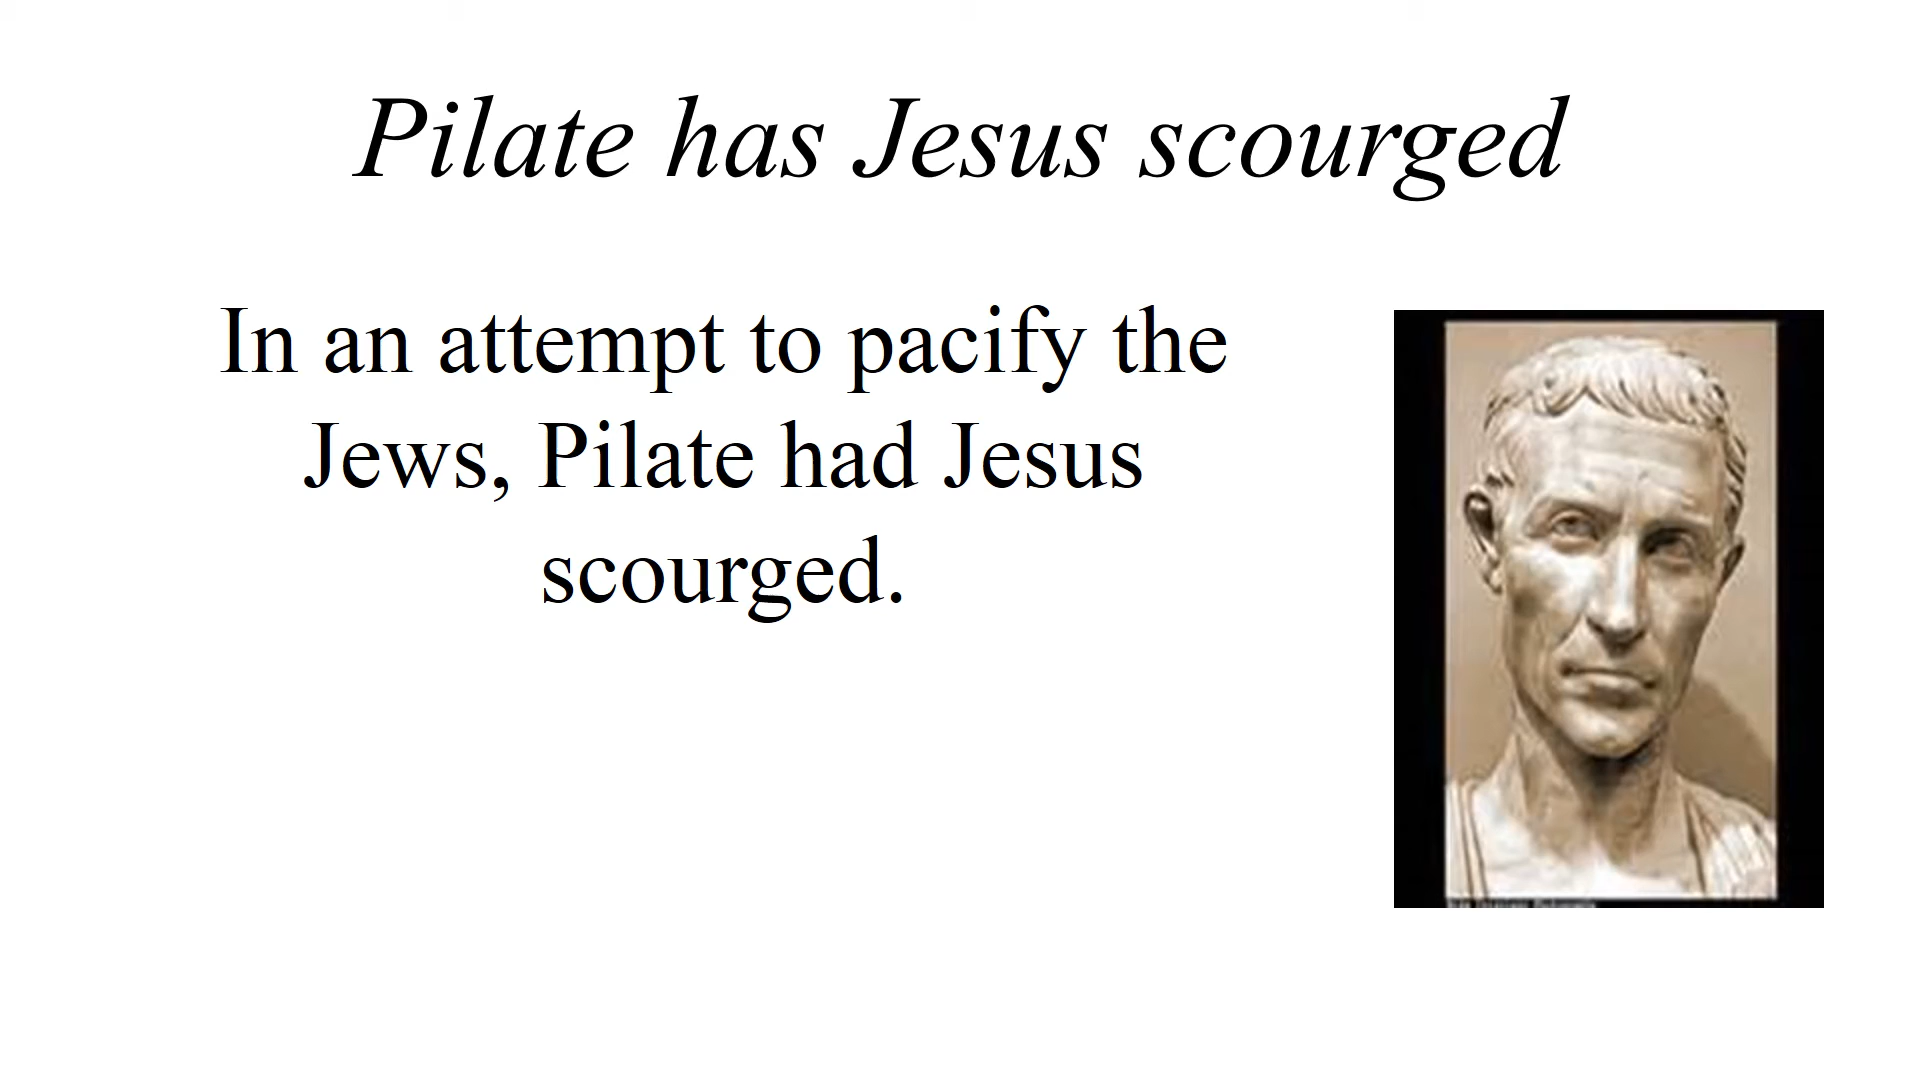 Pilate has Jesus scourged
In an attempt to pacify the
Jews, Pilate had Jesus
scourged.